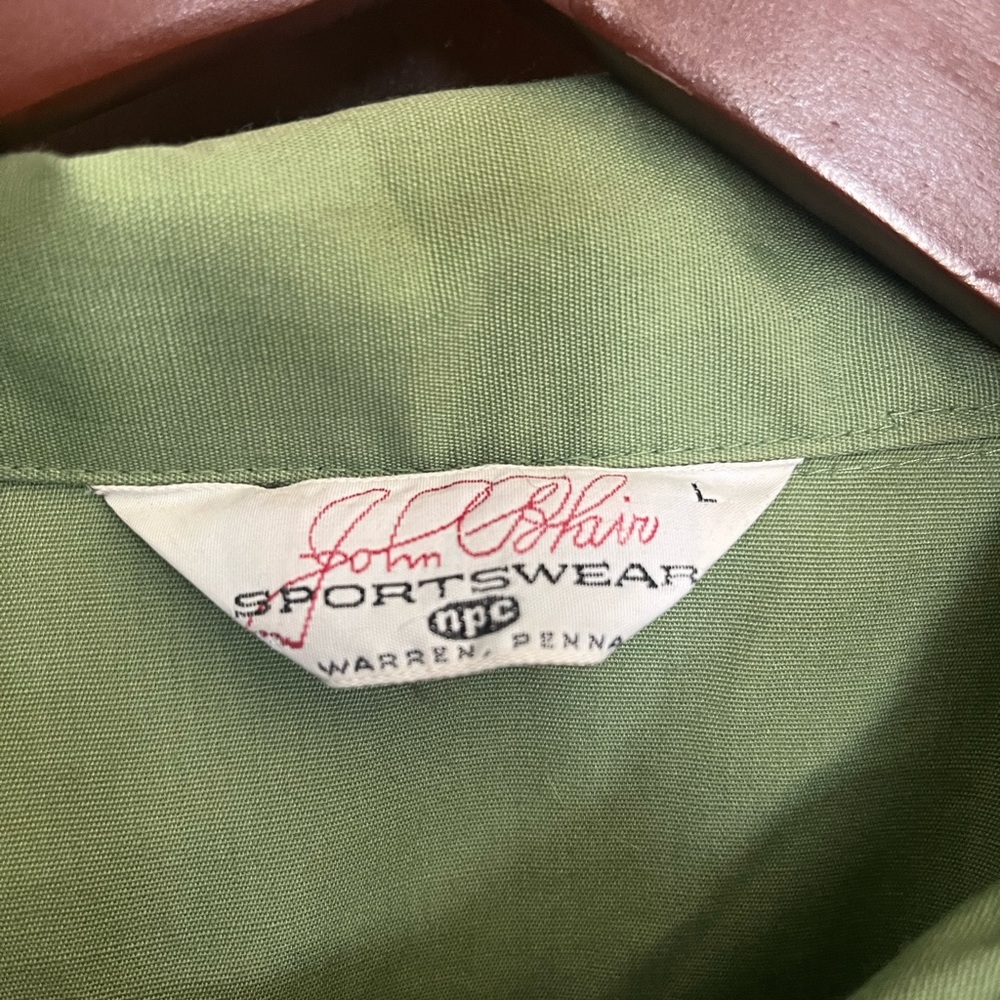 John Blair
L
SPORTSWEAR
npc
WARREN, PENNA